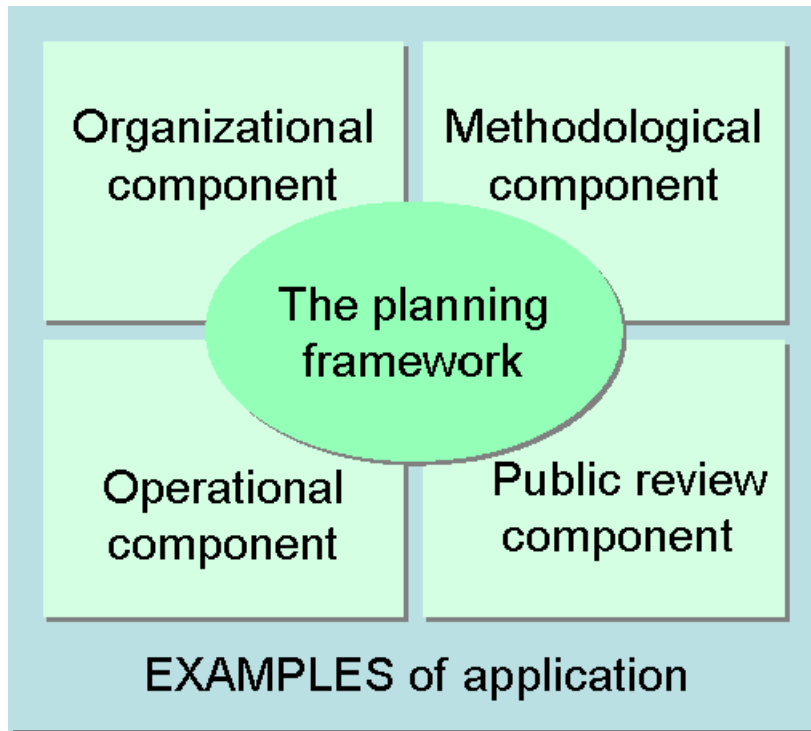 Organizational
component
Methodological
component
The planning
framework
Operational
component
Public review
component
EXAMPLES of application